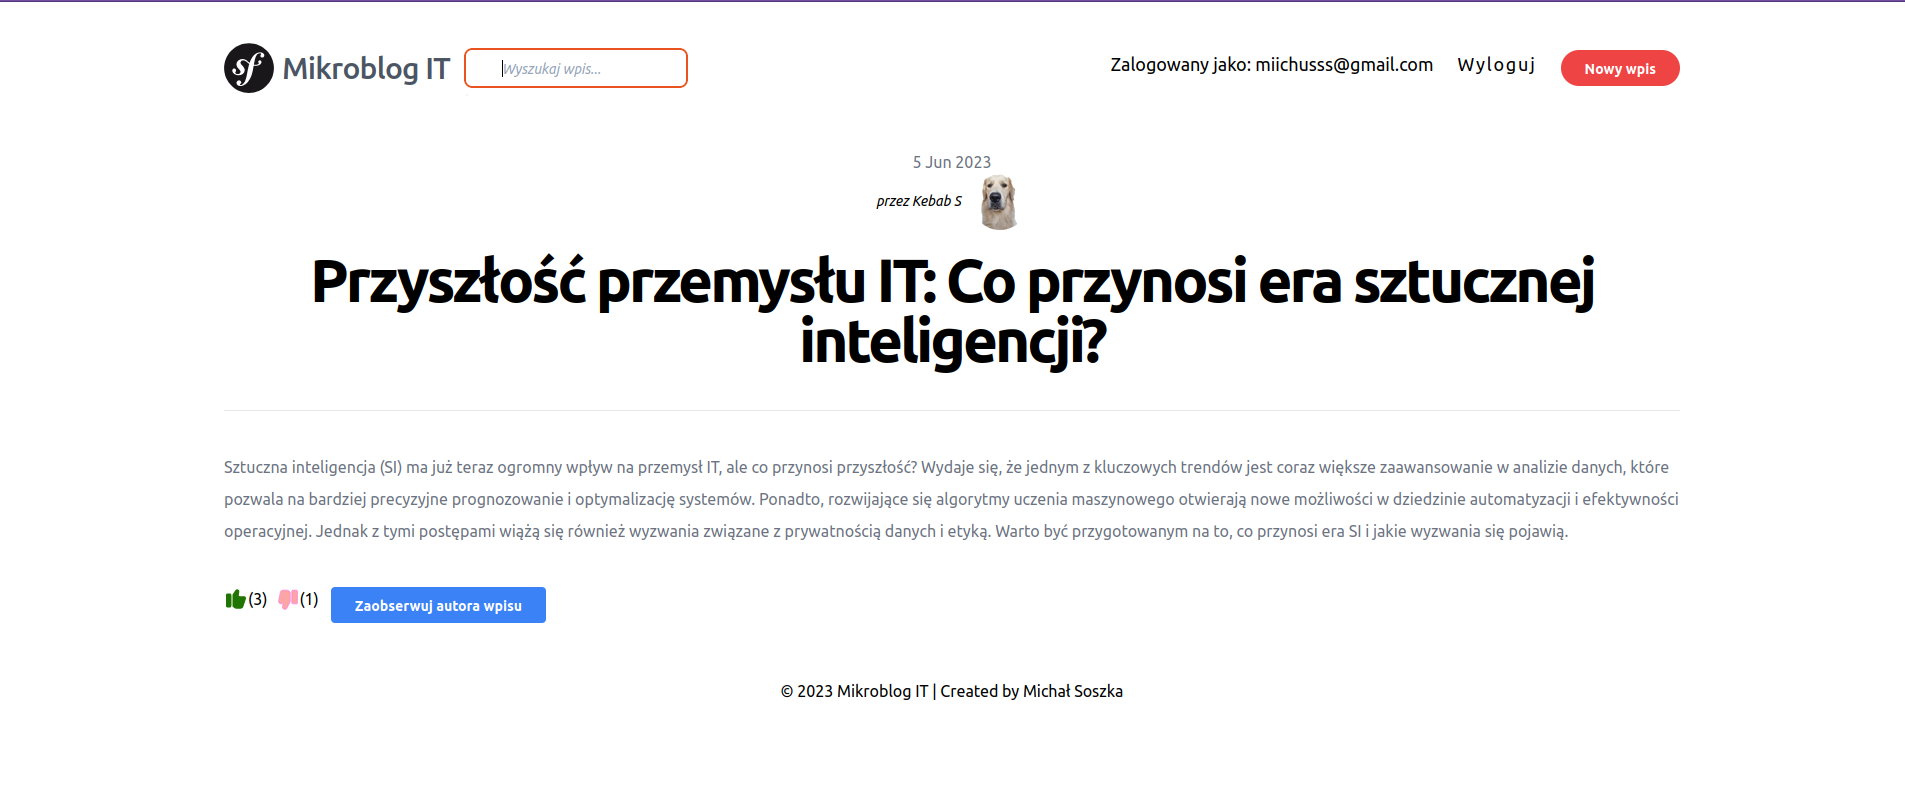 sf Mikroblog IT Wyszukaj wpis... Zalogowany jako: miichusss@gmail.com Wyloguj Nowy wpis
5 Jun 2023
przez Kebab S
Przyszłość przemysłu IT: Co przynosi era sztucznej
inteligencji?
Sztuczna inteligencja (SI) ma już teraz ogromny wpływ na przemysł IT, ale co przynosi przyszłość? Wydaje się, że jednym z kluczowych trendów jest coraz większe zaawansowanie w analizie danych, które
pozwala na bardziej precyzyjne prognozowanie i optymalizację systemów. Ponadto, rozwijające się algorytmy uczenia maszynowego otwierają nowe możliwości w dziedzinie automatyzacji i efektywności
operacyjnej. Jednak z tymi postępami wiążą się również wyzwania związane z prywatnością danych i etyką. Warto być przygotowanym na to, co przynosi era SI i jakie wyzwania się pojawią.
(3) (1) Zaobserwuj autora wpisu
© 2023 Mikroblog IT | Created by Michał Soszka